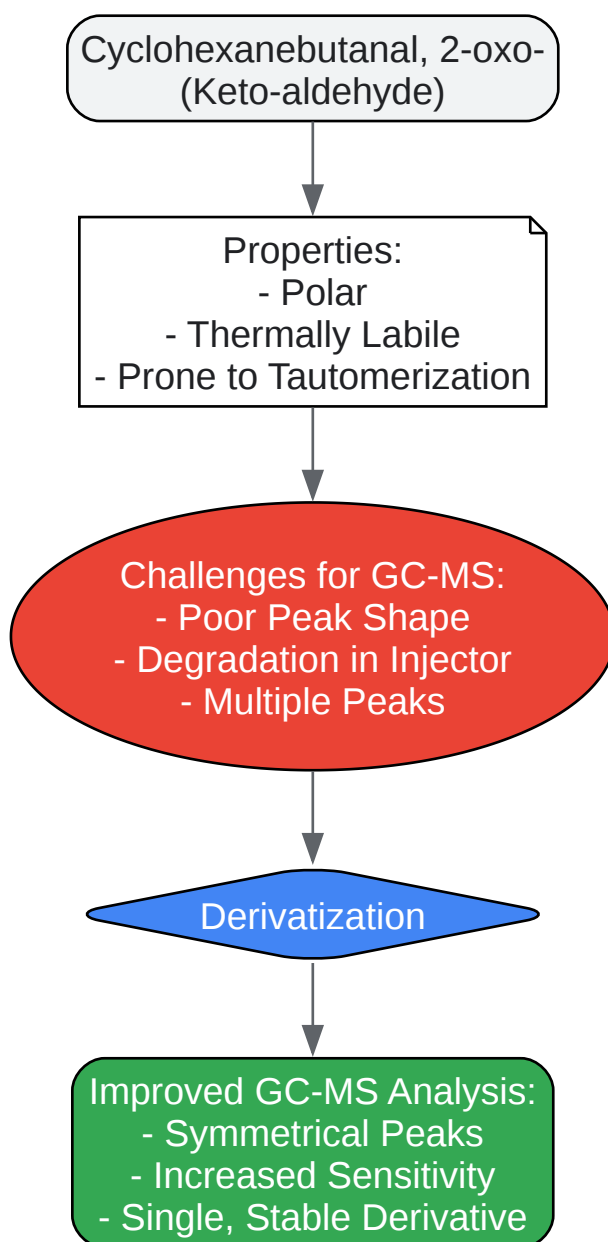 Cyclohexanebutanal, 2-oxo-
(Keto-aldehyde)
Properties:
- Polar
- Thermally Labile
- Prone to Tautomerization
Challenges for GC-MS:
- Poor Peak Shape
- Degradation in Injector
- Multiple Peaks
Derivatization
Improved GC-MS Analysis:
- Symmetrical Peaks
- Increased Sensitivity
- Single, Stable Derivative